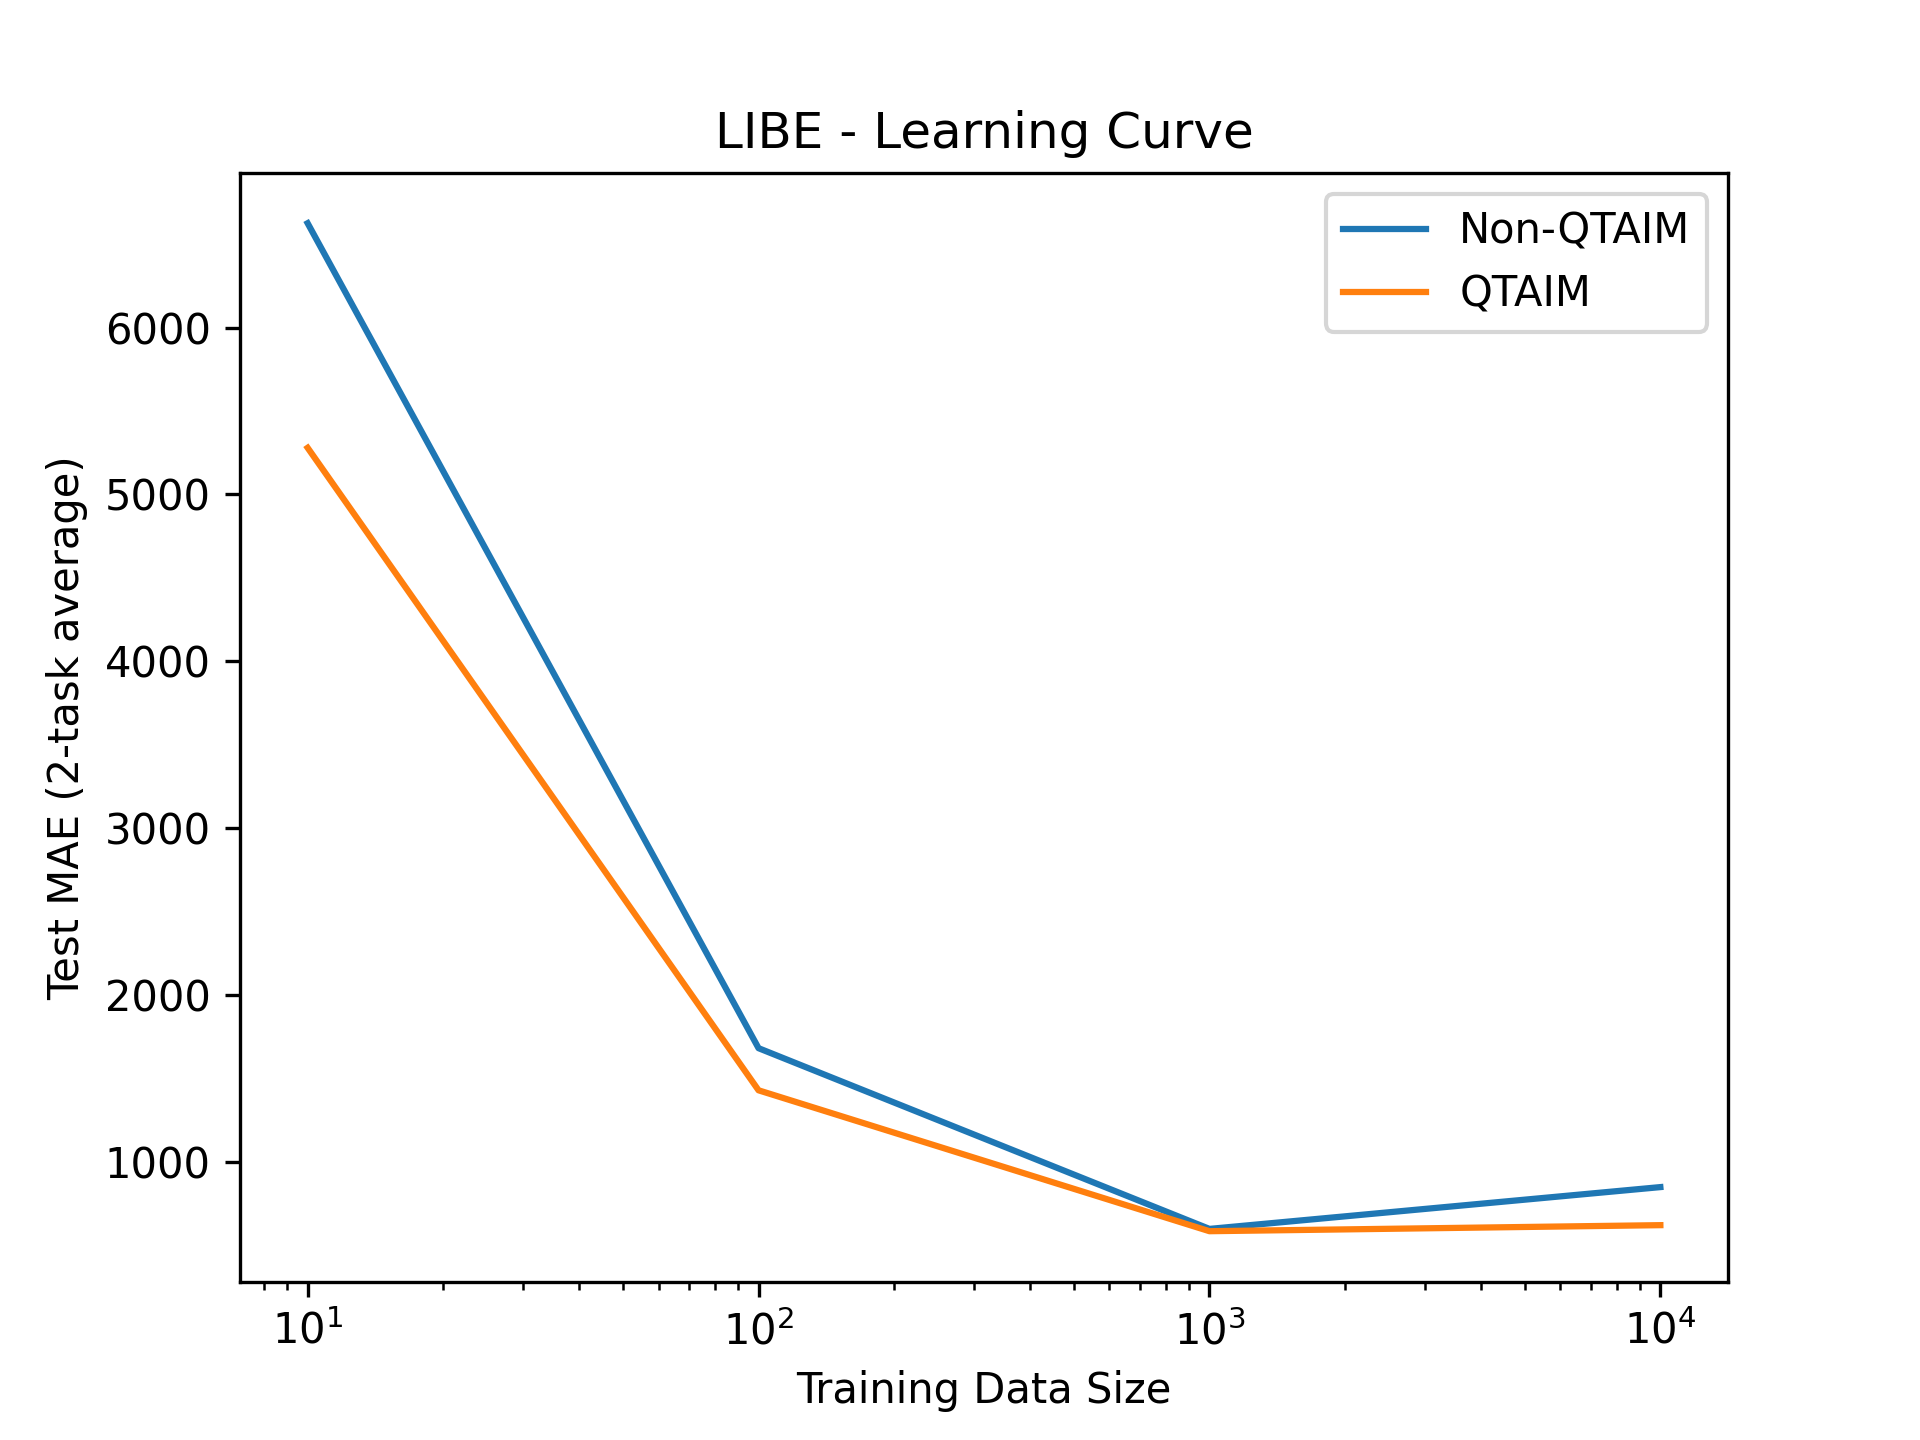 LIBE - Learning Curve
Non-QTAIM
QTAIM
Test MAE (2-task average)
6000
5000
4000
3000
2000
1000
10¹ 10² 10³ 10⁴
Training Data Size